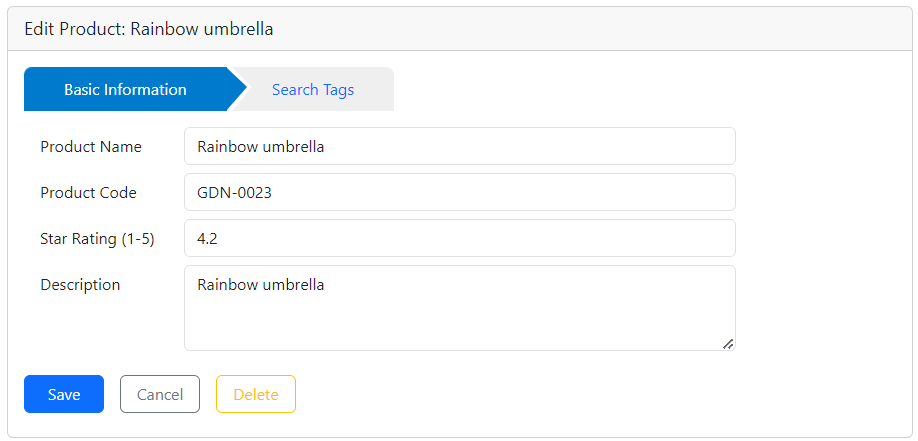 Edit Product: Rainbow umbrella
Basic Information Search Tags
Product Name Rainbow umbrella
Product Code GDN-0023
Star Rating (1-5) 4.2
Description Rainbow umbrella
Save Cancel Delete